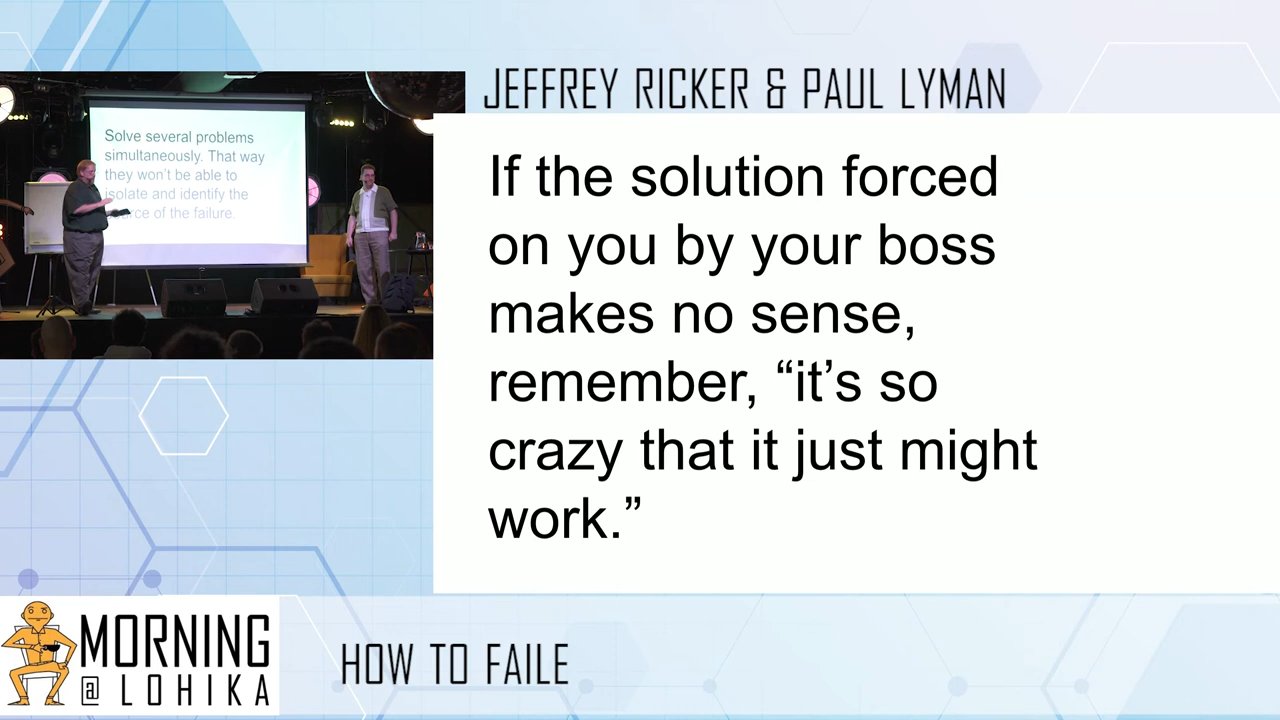 JEFFREY RICKER & PAUL LYMAN
Solve several problems
simultaneously. That way
they won't be able to
isolate and identify the
source of the failure.
If the solution forced
on you by your boss
makes no sense,
remember, “it’s so
crazy that it just might
work.”
MORNING
@ LOHIKA
HOW TO FAILE